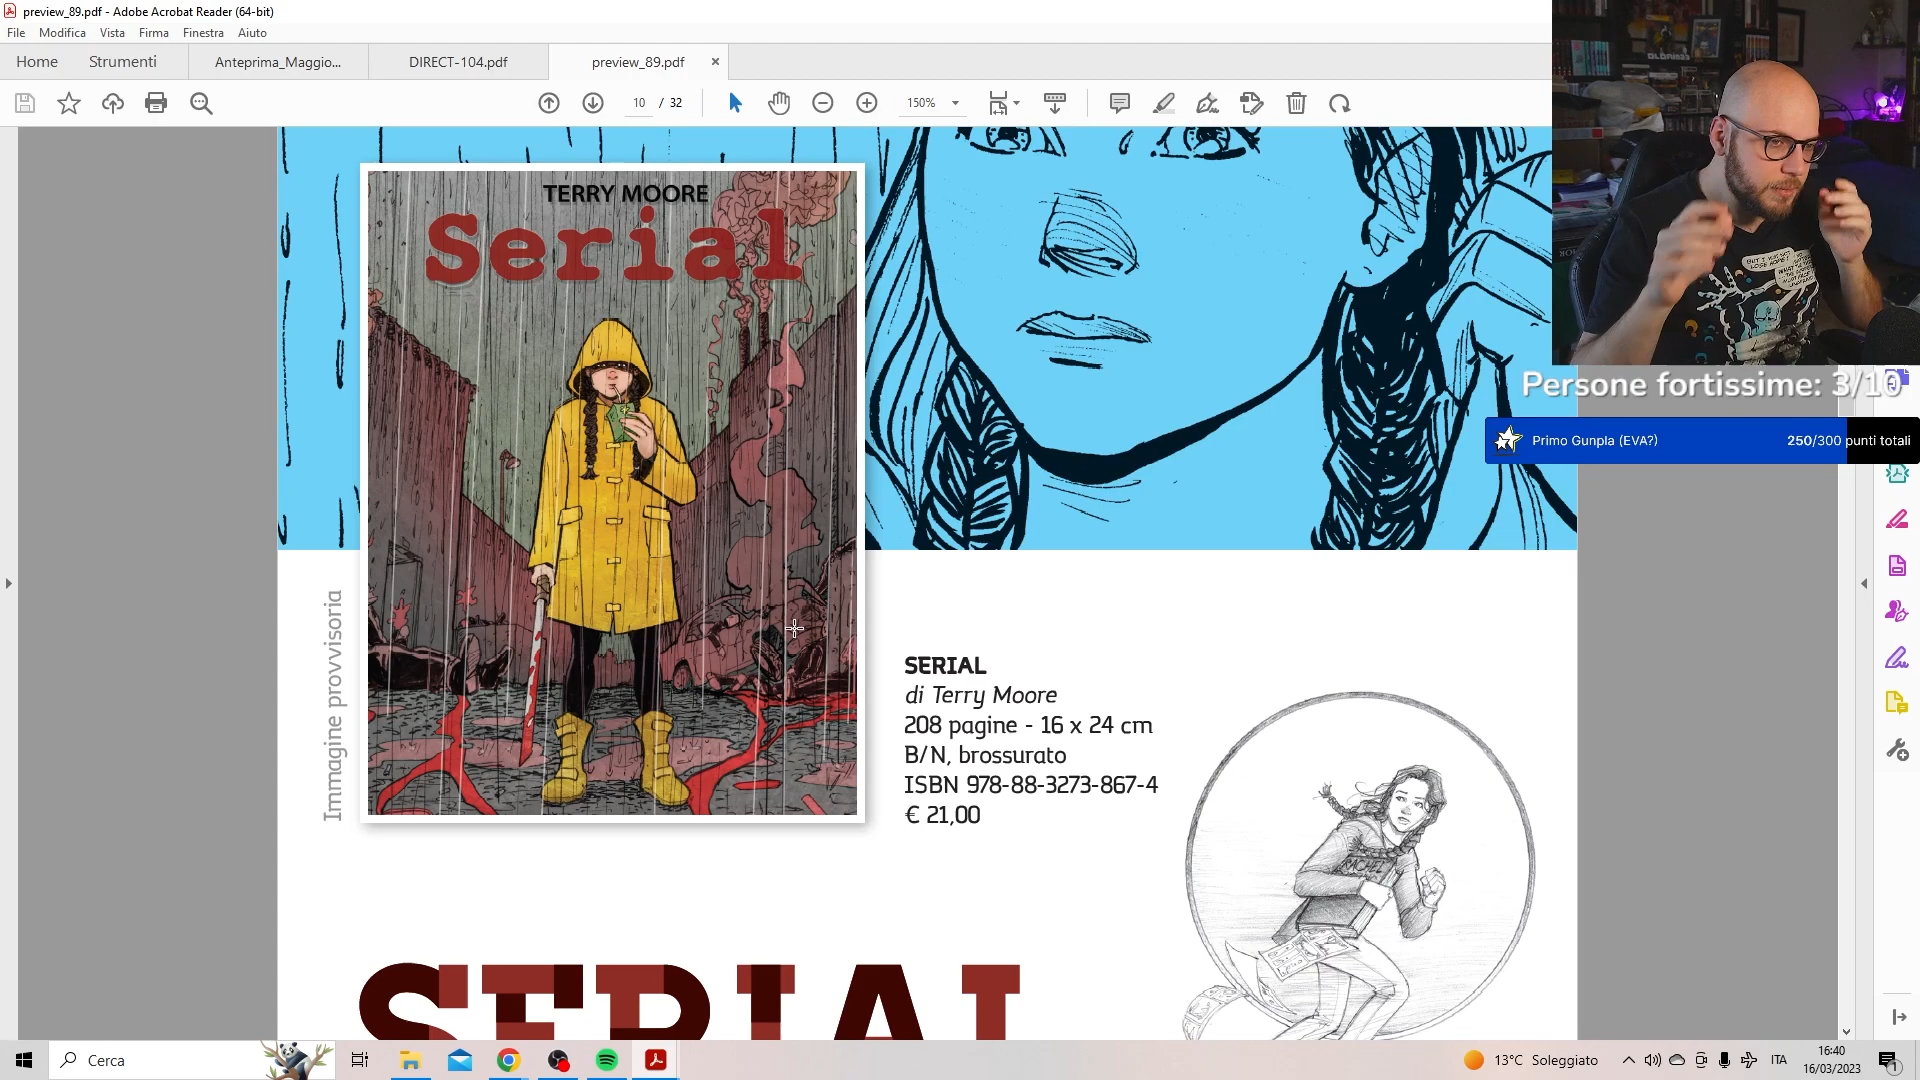 preview_89.pdf - Adobe Acrobat Reader (64-bit)
File Modifica Vista Firma Finestra Aiuto
Home Strumenti Anteprima_Maggio... DIRECT-104.pdf preview_89.pdf
10 / 32 150%
TERRY MOORE
Serial
Immagine provvisoria
SERIAL
di Terry Moore
208 pagine - 16 x 24 cm
B/N, brossurato
ISBN 978-88-3273-867-4
€ 21,00
RACHEL
SERIAL
Persone fortissime: 3/10
Primo Gunpla (EVA?) 250/300 punti totali
Cerca
13°C Soleggiato
ITA
16:40
16/03/2023
1